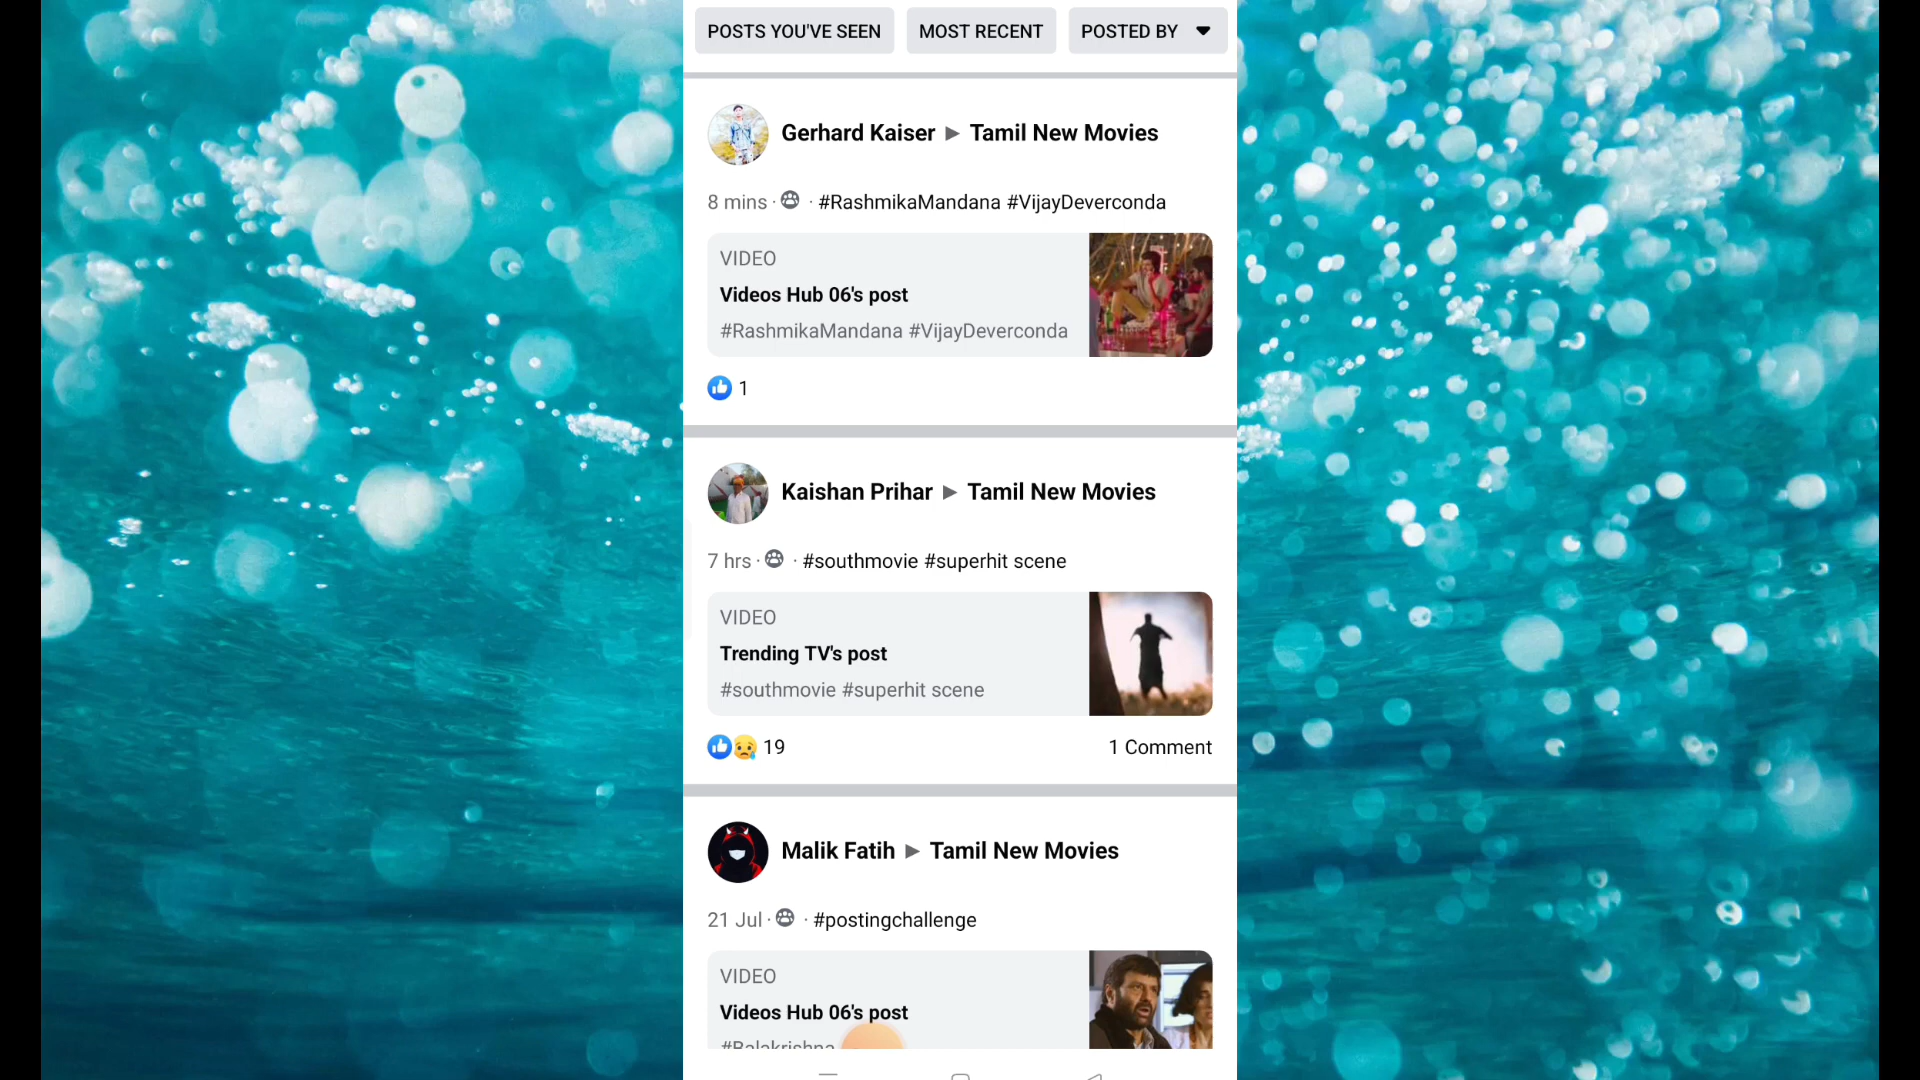 POSTS YOU'VE SEEN
MOST RECENT
POSTED BY
Gerhard Kaiser ▶ Tamil New Movies
8 mins · · #RashmikaMandana #VijayDeverconda
VIDEO
Videos Hub 06's post
#RashmikaMandana #VijayDeverconda
1
Kaishan Prihar ▶ Tamil New Movies
7 hrs · · #southmovie #superhit scene
VIDEO
Trending TV's post
#southmovie #superhit scene
19
1 Comment
Malik Fatih ▶ Tamil New Movies
21 Jul · · #postingchallenge
VIDEO
Videos Hub 06's post
#Balakrishna